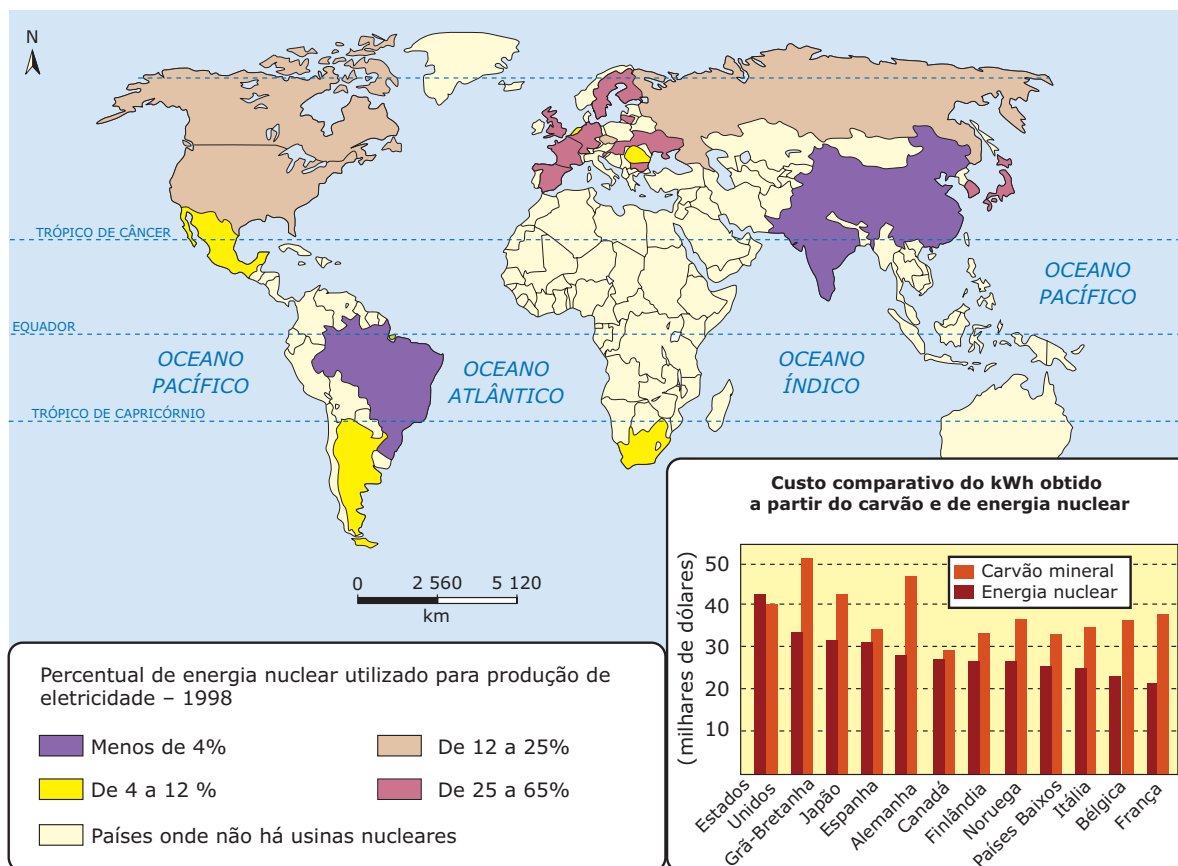 N
TRÓPICO DE CÂNCER
OCEANO
PACÍFICO
EQUADOR
OCEANO
PACÍFICO
OCEANO
ATLÂNTICO
OCEANO
ÍNDICO
TRÓPICO DE CAPRICÓRNIO
0 2 560 5 120
km
Percentual de energia nuclear utilizado para produção de
eletricidade – 1998
Menos de 4%
De 12 a 25%
De 4 a 12 %
De 25 a 65%
Países onde não há usinas nucleares
Custo comparativo do kWh obtido
a partir do carvão e de energia nuclear
Carvão mineral
Energia nuclear
(milhares de dólares)
50
40
30
20
10
Estados
Unidos
Grã-Bretanha
Japão
Espanha
Alemanha
Canadá
Finlândia
Noruega
Países Baixos
Itália
Bélgica
França